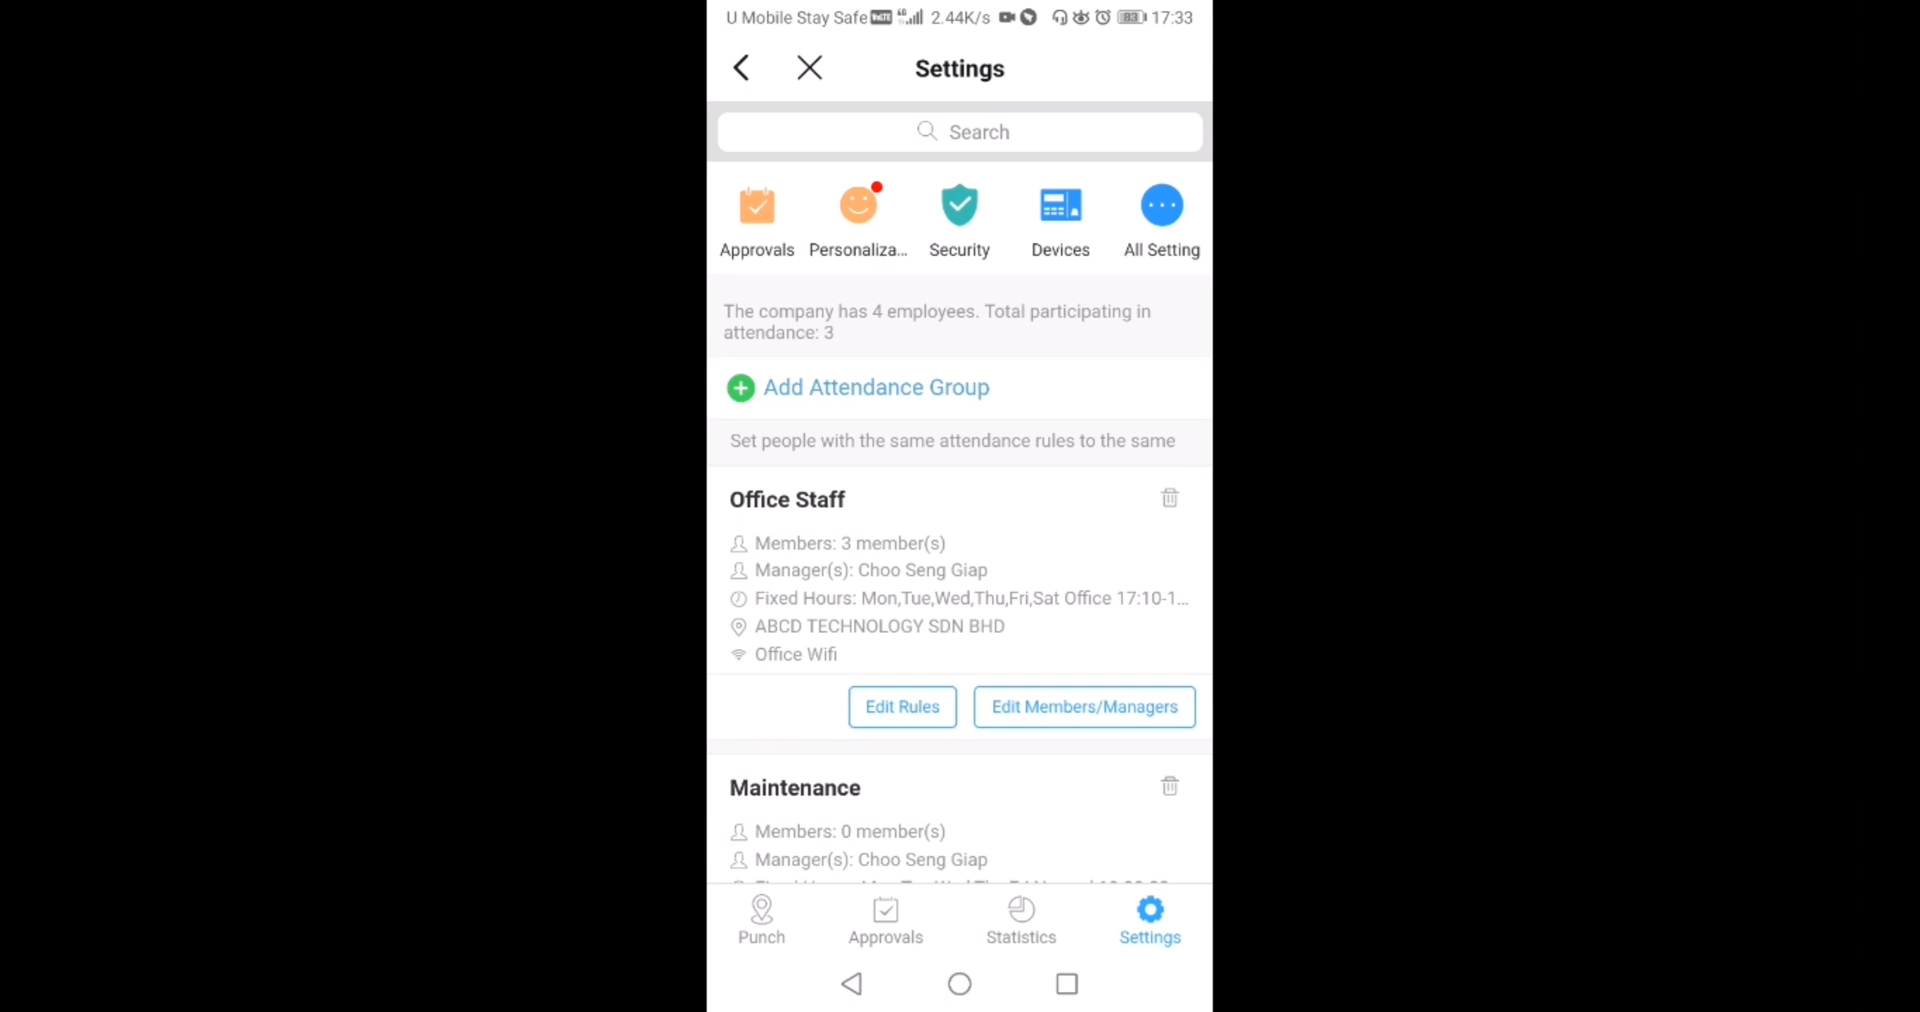 U Mobile Stay Safe VoLTE 2.44K/s 83 17:33
Settings
Search
Approvals Personaliza... Security Devices All Setting
The company has 4 employees. Total participating in
attendance: 3
Add Attendance Group
Set people with the same attendance rules to the same
Office Staff
Members: 3 member(s)
Manager(s): Choo Seng Giap
Fixed Hours: Mon,Tue,Wed,Thu,Fri,Sat Office 17:10-1...
ABCD TECHNOLOGY SDN BHD
Office Wifi
Edit Rules Edit Members/Managers
Maintenance
Members: 0 member(s)
Manager(s): Choo Seng Giap
Punch Approvals Statistics Settings